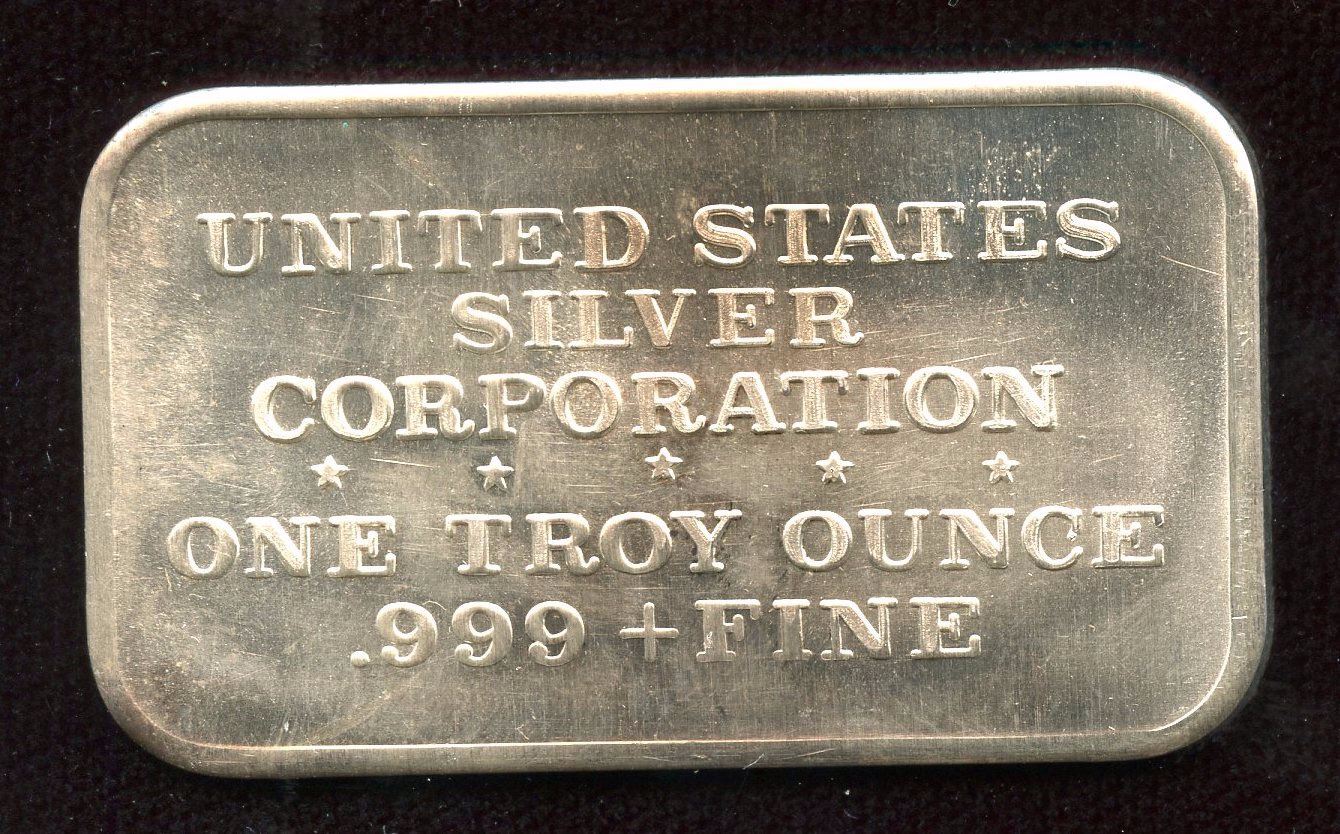 UNITED STATES
SILVER
CORPORATION
★ ★ ★ ★ ★
ONE TROY OUNCE
.999 + FINE